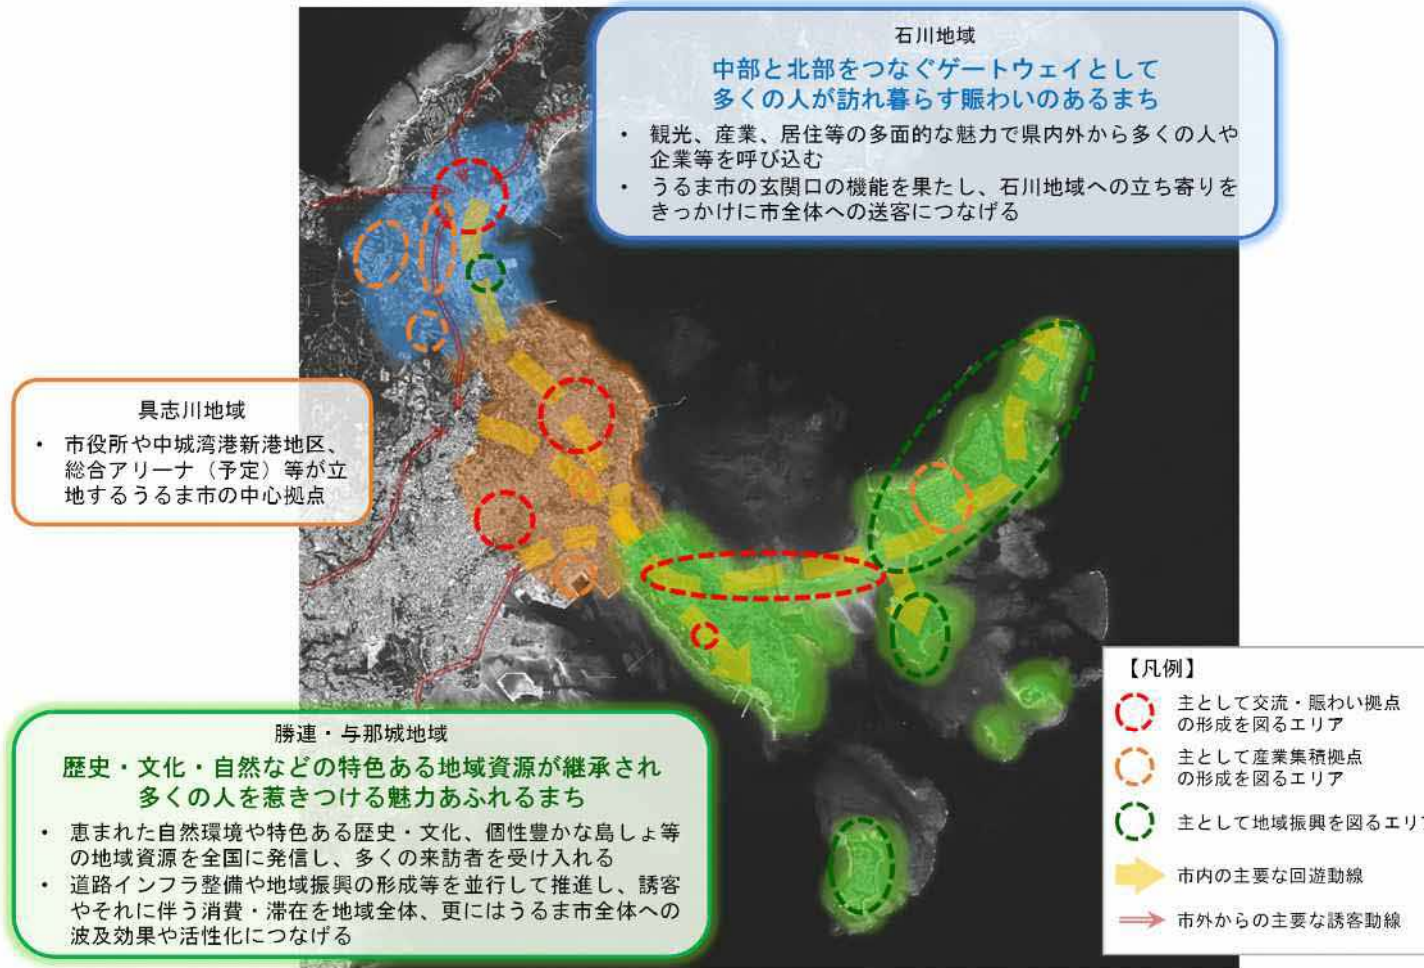 石川地域
中部と北部をつなぐゲートウェイとして
多くの人が訪れ暮らす賑わいのあるまち
• 観光、産業、居住等の多面的な魅力で県内外から多くの人や
企業等を呼び込む
• うるま市の玄関口の機能を果たし、石川地域への立ち寄りを
きっかけに市全体への送客につなげる
具志川地域
• 市役所や中城湾港新港地区、
総合アリーナ（予定）等が立
地するうるま市の中心拠点
勝連・与那城地域
歴史・文化・自然などの特色ある地域資源が継承され
多くの人を惹きつける魅力あふれるまち
• 恵まれた自然環境や特色ある歴史・文化、個性豊かな島しょ等
の地域資源を全国に発信し、多くの来訪者を受け入れる
• 道路インフラ整備や地域振興の形成等を並行して推進し、誘客
やそれに伴う消費・滞在を地域全体、更にはうるま市全体への
波及効果や活性化につなげる
【凡例】
主として交流・賑わい拠点
の形成を図るエリア
主として産業集積拠点
の形成を図るエリア
主として地域振興を図るエリア
市内の主要な回遊動線
市外からの主要な誘客動線